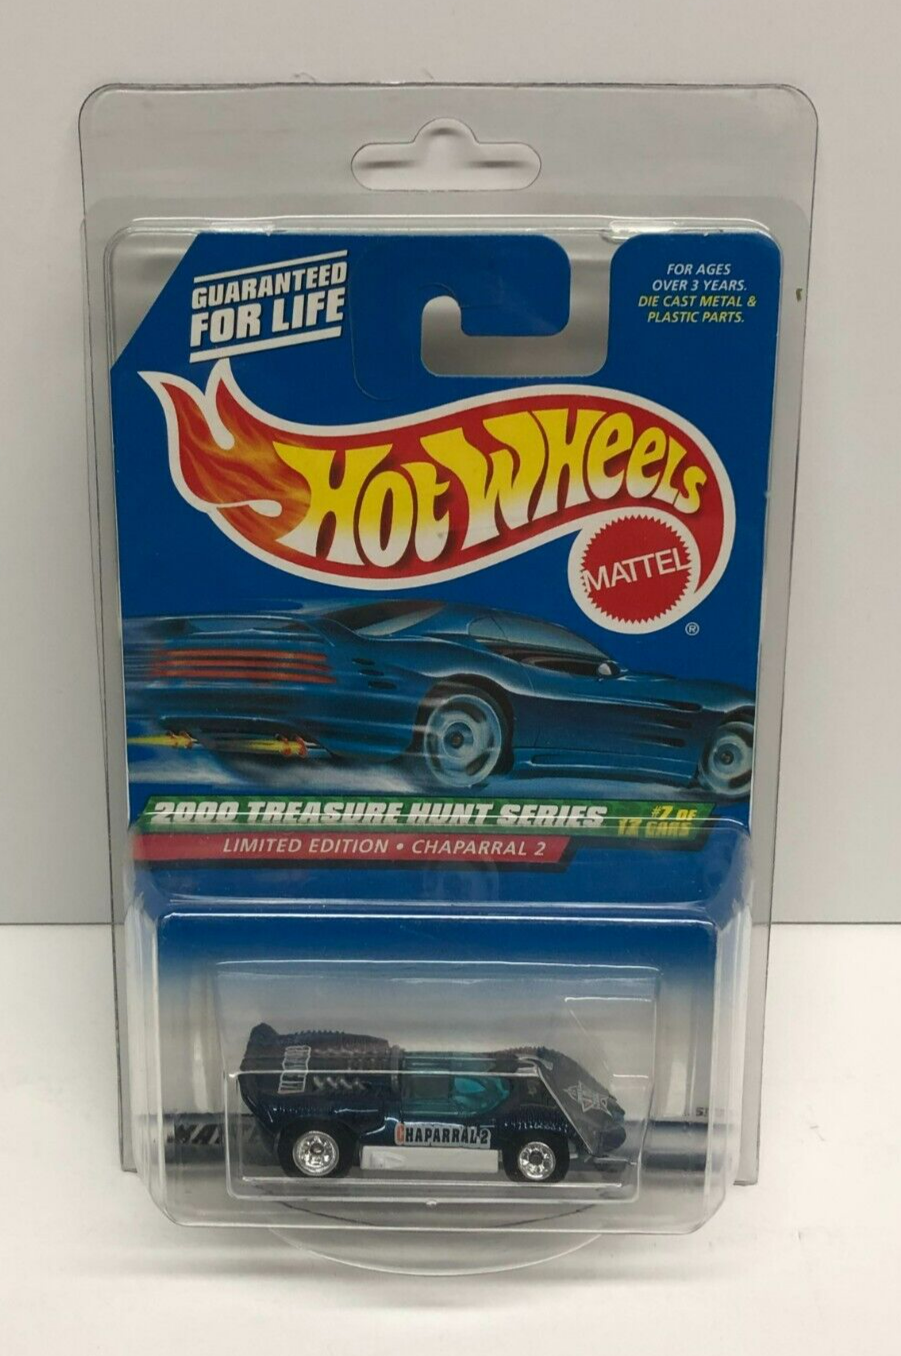 GUARANTEED
FOR LIFE
FOR AGES
OVER 3 YEARS.
DIE CAST METAL &
PLASTIC PARTS.
HOT WHEELS
MATTEL
®
2000 TREASURE HUNT SERIES
#7 OF
12 CARS
LIMITED EDITION • CHAPARRAL 2
CHAPARRAL 2